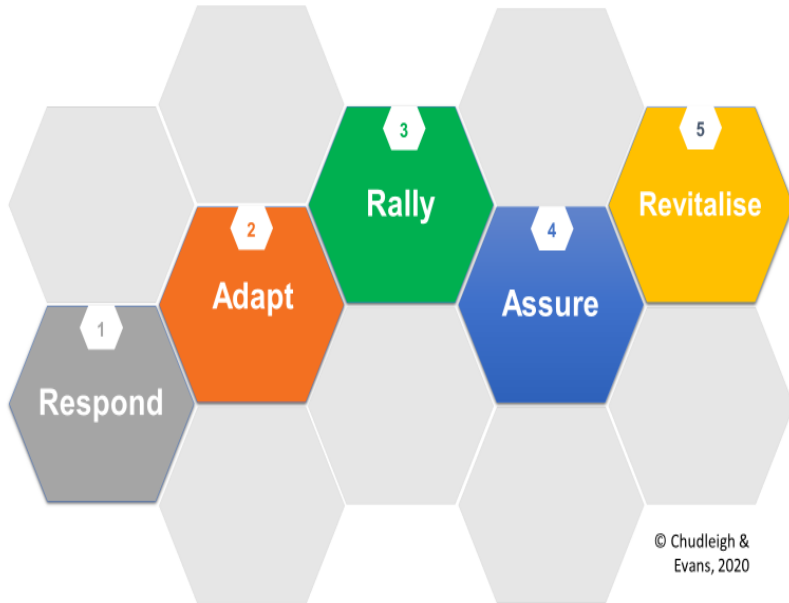 1
Respond
2
Adapt
3
Rally
4
Assure
5
Revitalise
© Chudleigh &
Evans, 2020